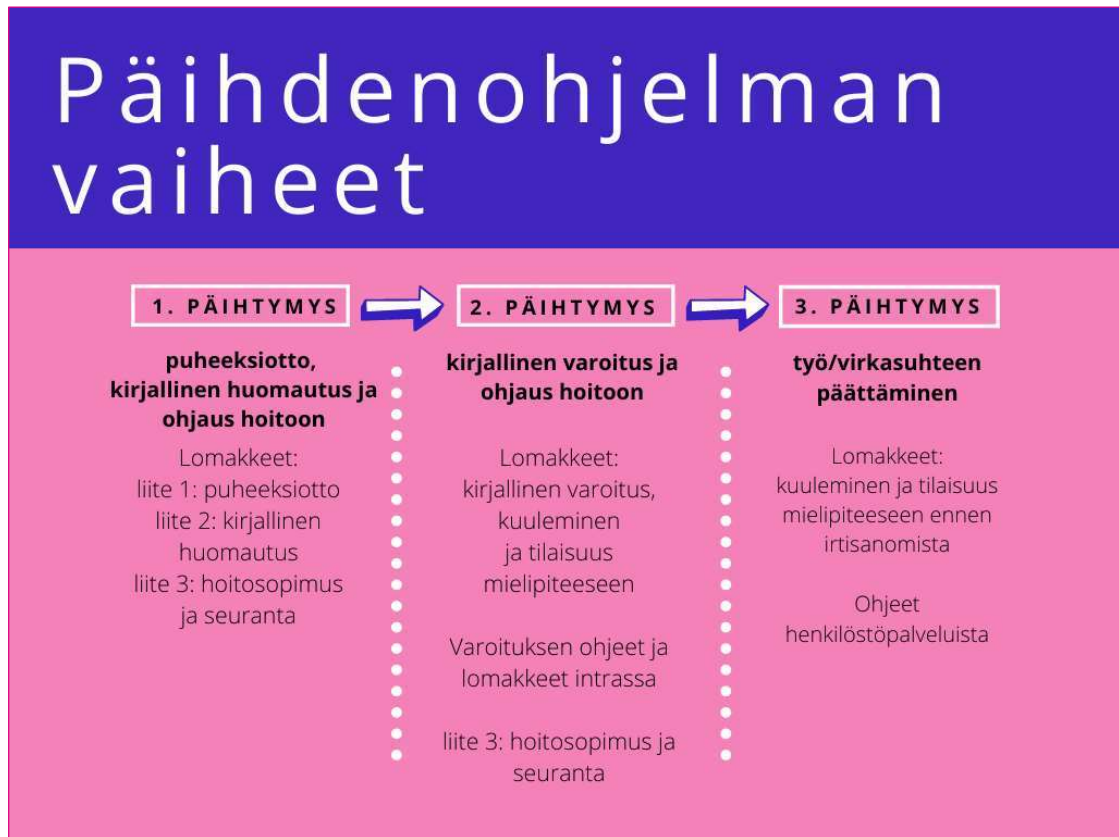 Päihdenohjelman
vaiheet
1. PÄIHTYMYS
puheeksiotto,
kirjallinen huomautus ja
ohjaus hoitoon
Lomakkeet:
liite 1: puheeksiotto
liite 2: kirjallinen
huomautus
liite 3: hoitosopimus
ja seuranta
2. PÄIHTYMYS
kirjallinen varoitus ja
ohjaus hoitoon
Lomakkeet:
kirjallinen varoitus,
kuuleminen
ja tilaisuus
mielipiteeseen
Varoituksen ohjeet ja
lomakkeet intrassa
liite 3: hoitosopimus ja
seuranta
3. PÄIHTYMYS
työ/virkasuhteen
päättäminen
Lomakkeet:
kuuleminen ja tilaisuus
mielipiteeseen ennen
irtisanomista
Ohjeet
henkilöstöpalveluista